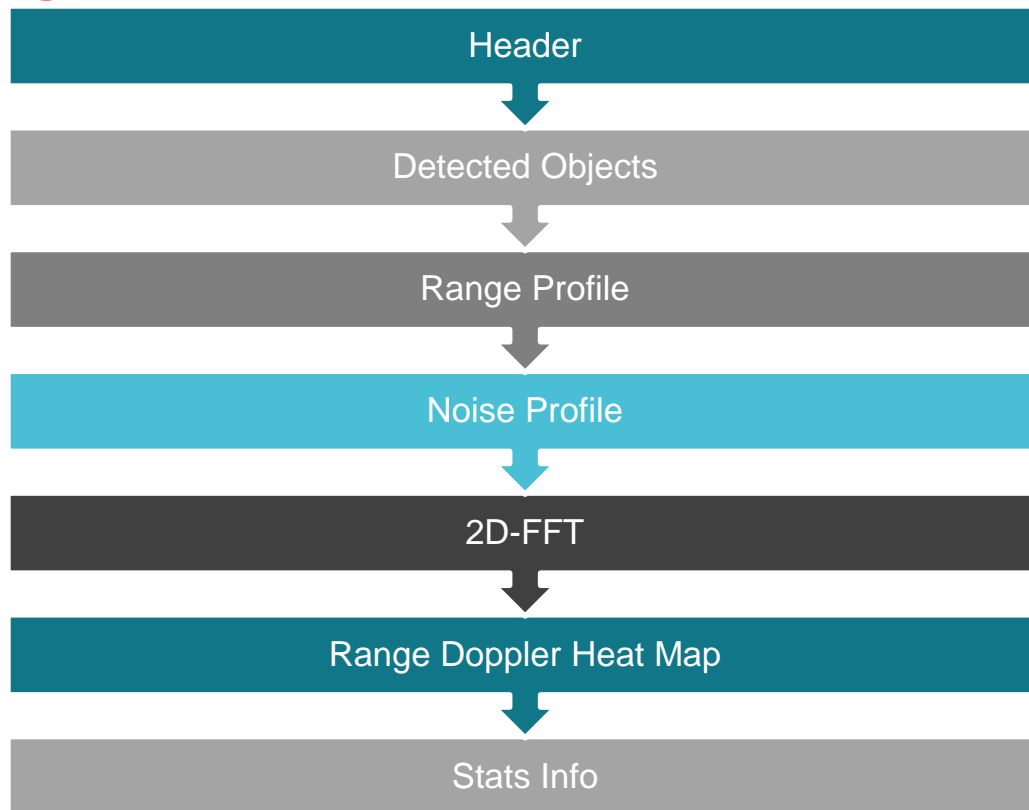 Header
Detected Objects
Range Profile
Noise Profile
2D-FFT
Range Doppler Heat Map
Stats Info